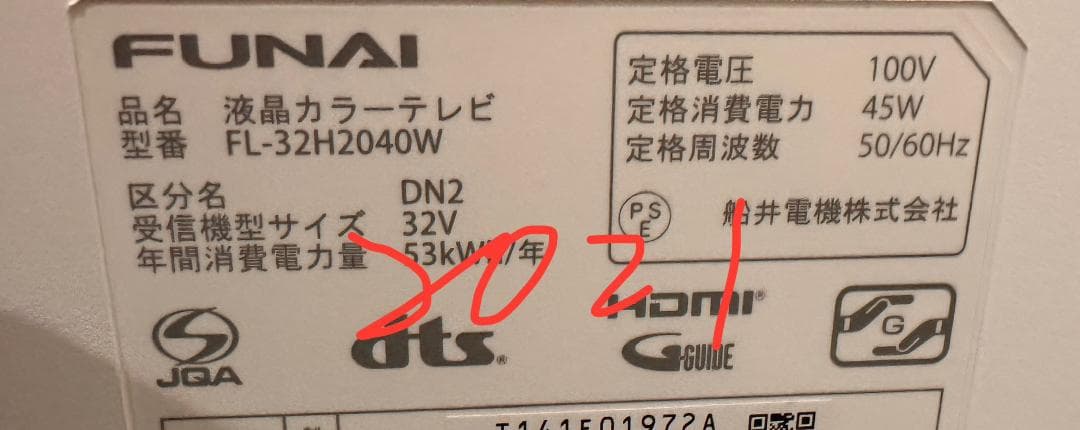 FUNAI
品名 液晶カラーテレビ
型番 FL-32H2040W
区分名 DN2
受信機型サイズ 32V
年間消費電力量 53kWh/年
定格電圧 100V
定格消費電力 45W
定格周波数 50/60Hz
PSE 船井電機株式会社
2021
JQA
dts®
HDMI®
G-GUIDE
G
T141F01972A